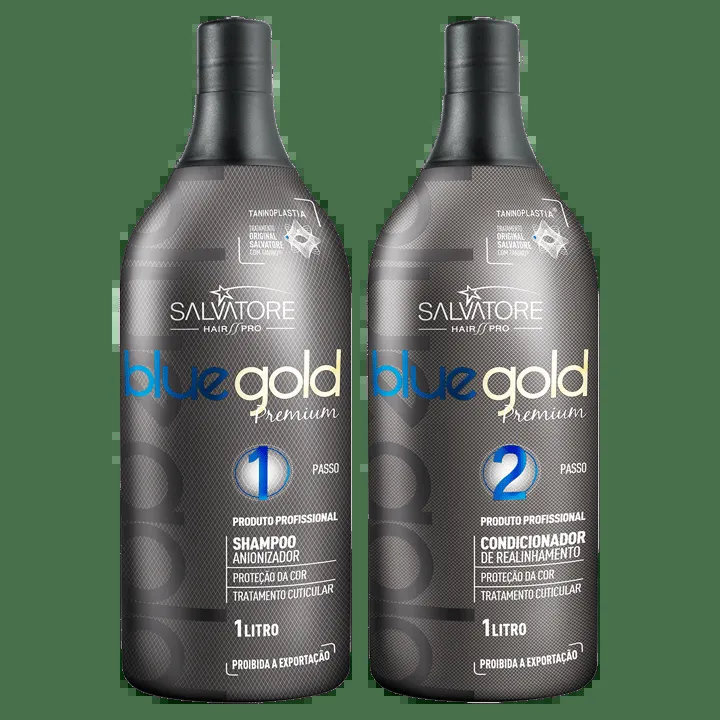 TANINOPLASTIA®
TRATAMENTO
ORIGINAL
SALVATORE
COM TANINO
SALVATORE
HAIR PRO
blue gold
Premium
1
PASSO
PRODUTO PROFISSIONAL
SHAMPOO
ANIONIZADOR
PROTEÇÃO DA COR
TRATAMENTO CUTICULAR
1 LITRO
PROIBIDA A EXPORTAÇÃO
TANINOPLASTIA®
TRATAMENTO
ORIGINAL
SALVATORE
COM TANINO
SALVATORE
HAIR PRO
blue gold
Premium
2
PASSO
PRODUTO PROFISSIONAL
CONDICIONADOR
DE REALINHAMENTO
PROTEÇÃO DA COR
TRATAMENTO CUTICULAR
1 LITRO
PROIBIDA A EXPORTAÇÃO